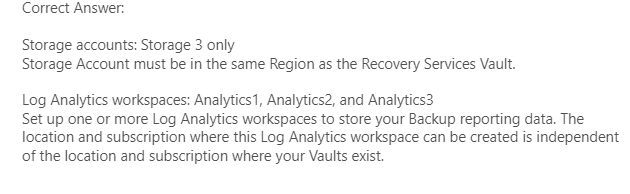 Correct Answer:
Storage accounts: Storage 3 only
Storage Account must be in the same Region as the Recovery Services Vault.
Log Analytics workspaces: Analytics1, Analytics2, and Analytics3
Set up one or more Log Analytics workspaces to store your Backup reporting data. The
location and subscription where this Log Analytics workspace can be created is independent
of the location and subscription where your Vaults exist.